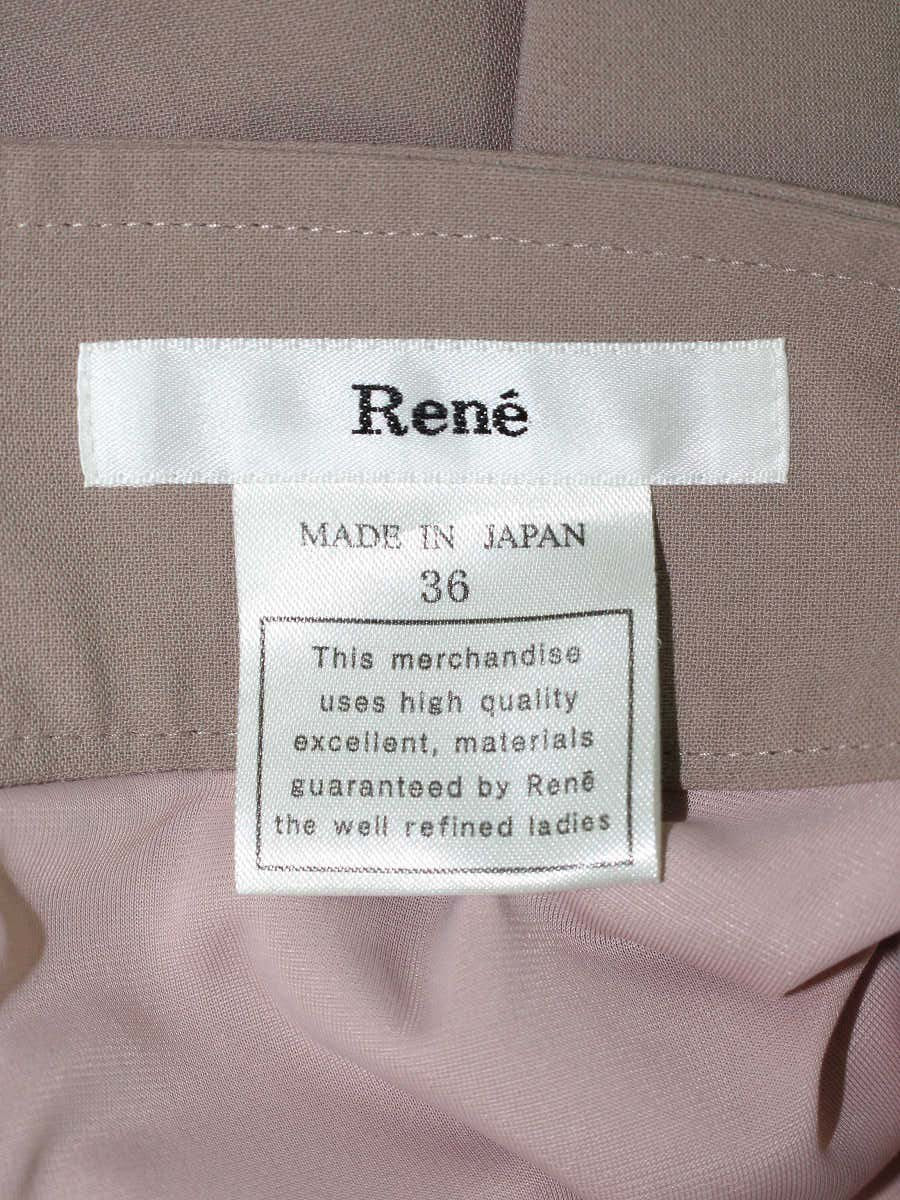 René
MADE IN JAPAN
36
This merchandise
uses high quality
excellent, materials
guaranteed by René
the well refined ladies